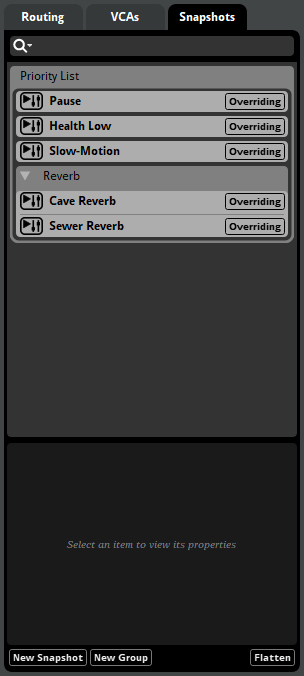 Routing VCAs Snapshots
Priority List
Pause Overriding
Health Low Overriding
Slow-Motion Overriding
Reverb
Cave Reverb Overriding
Sewer Reverb Overriding
Select an item to view its properties
New Snapshot New Group Flatten